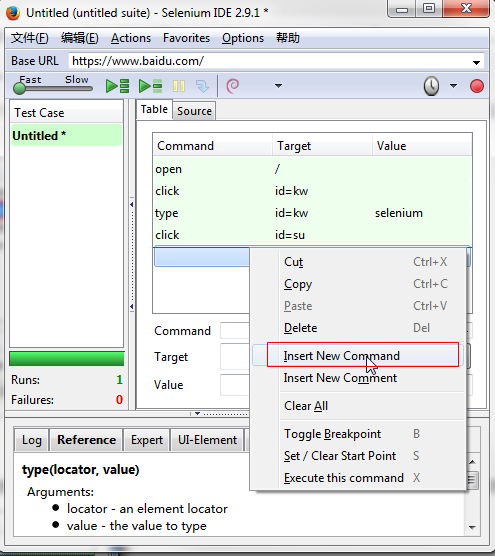 Untitled (untitled suite) - Selenium IDE 2.9.1 *
文件(F) 编辑(E) Actions Favorites Options 帮助
Base URL https://www.baidu.com/
Fast Slow
Test Case
Untitled *
Runs: 1
Failures: 0
Table Source
Command Target Value
open /
click id=kw
type id=kw selenium
click id=su
Command
Target
Value
Cut Ctrl+X
Copy Ctrl+C
Paste Ctrl+V
Delete Del
Insert New Command
Insert New Comment
Clear All
Toggle Breakpoint B
Set / Clear Start Point S
Execute this command X
Log Reference Expert UI-Element
type(locator, value)
Arguments:
locator - an element locator
value - the value to type